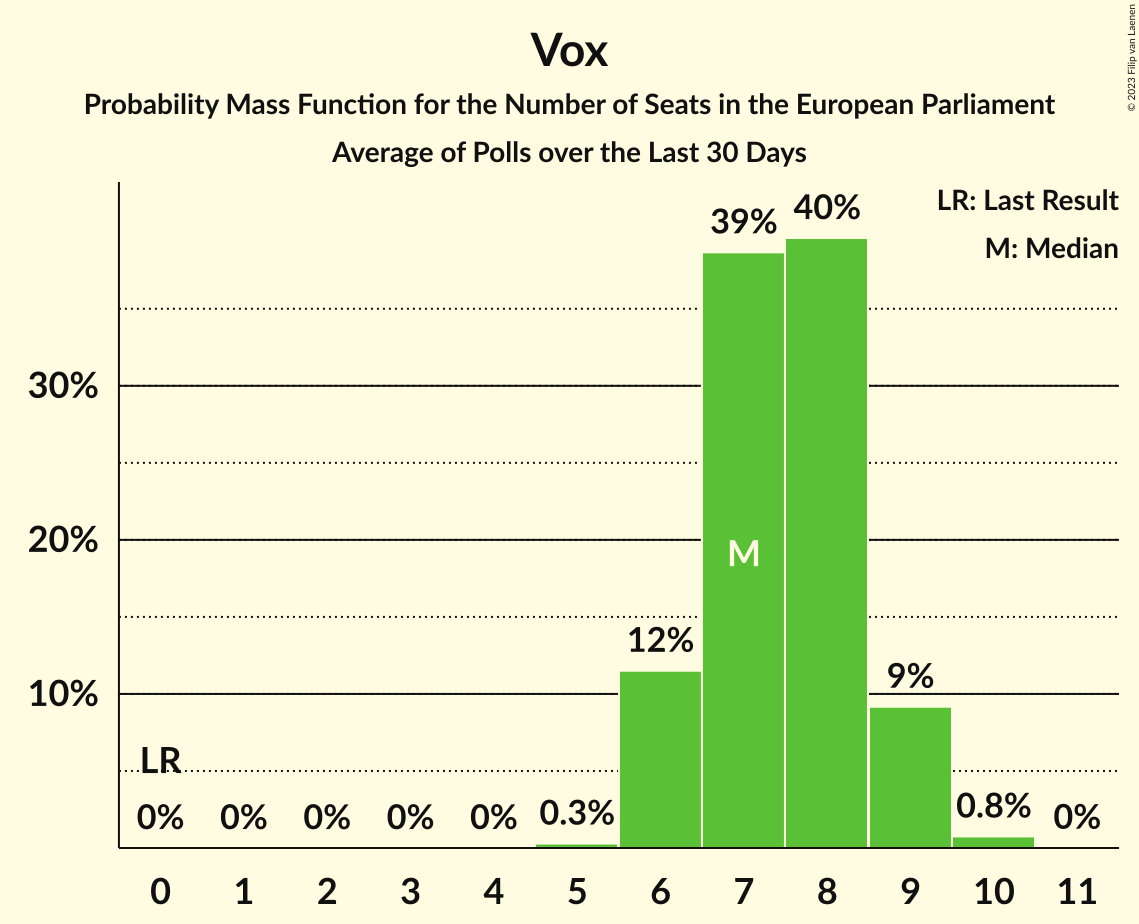 Vox
Probability Mass Function for the Number of Seats in the European Parliament
Average of Polls over the Last 30 Days
© 2023 Filip van Laenen
LR: Last Result
M: Median
39%
40%
30%
20%
M
12%
9%
10%
LR
0%
0%
0%
0%
0%
0.3%
0.8%
0%
0 1 2 3 4 5 6 7 8 9 10 11